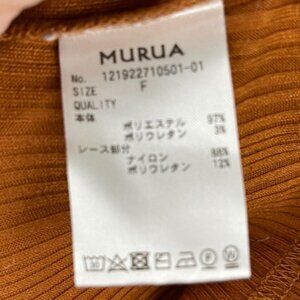 MURUA
No. 121922710501-01
SIZE F
QUALITY
本体
ポリエステル 97%
ポリウレタン 3%
レース部分
ナイロン 88%
ポリウレタン 12%